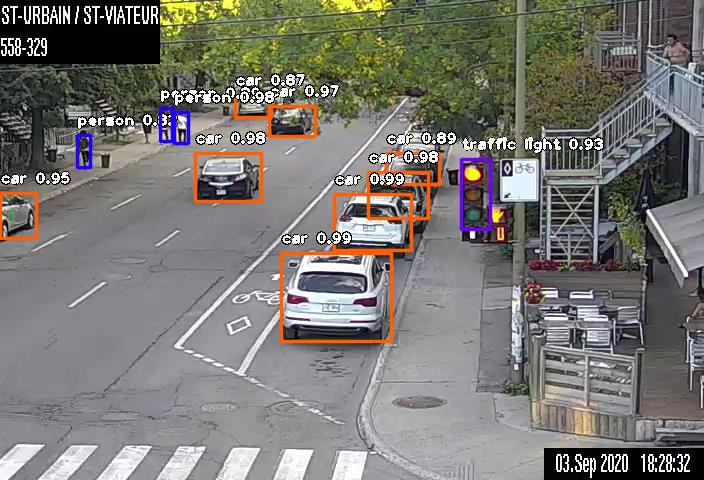 ST-URBAIN / ST-VIATEUR
558-329
car 0.87
person 0.98
car 0.97
person
car 0.98
car 0.89
traffic light 0.93
car 0.98
car 0.95
car 0.99
car 0.99
03.Sep 2020 18:28:32